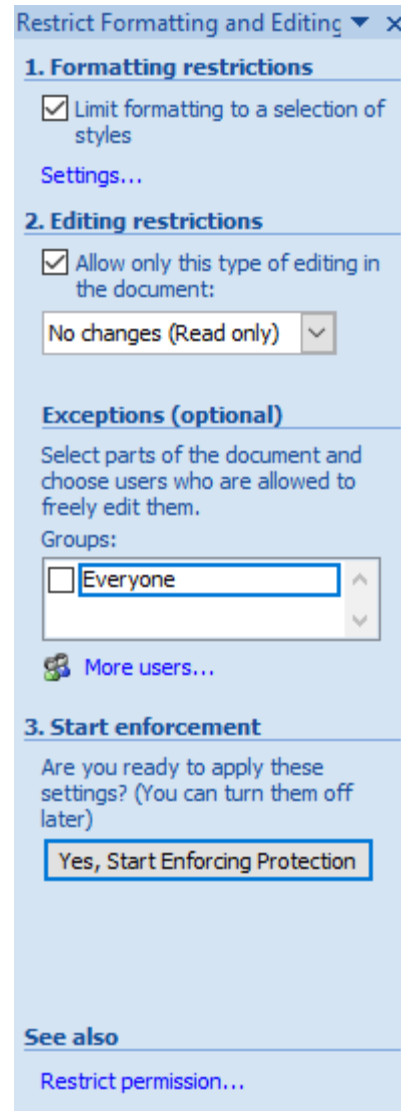 Restrict Formatting and Editing
1. Formatting restrictions
Limit formatting to a selection of
styles
Settings...
2. Editing restrictions
Allow only this type of editing in
the document:
No changes (Read only)
Exceptions (optional)
Select parts of the document and
choose users who are allowed to
freely edit them.
Groups:
Everyone
More users...
3. Start enforcement
Are you ready to apply these
settings? (You can turn them off
later)
Yes, Start Enforcing Protection
See also
Restrict permission...